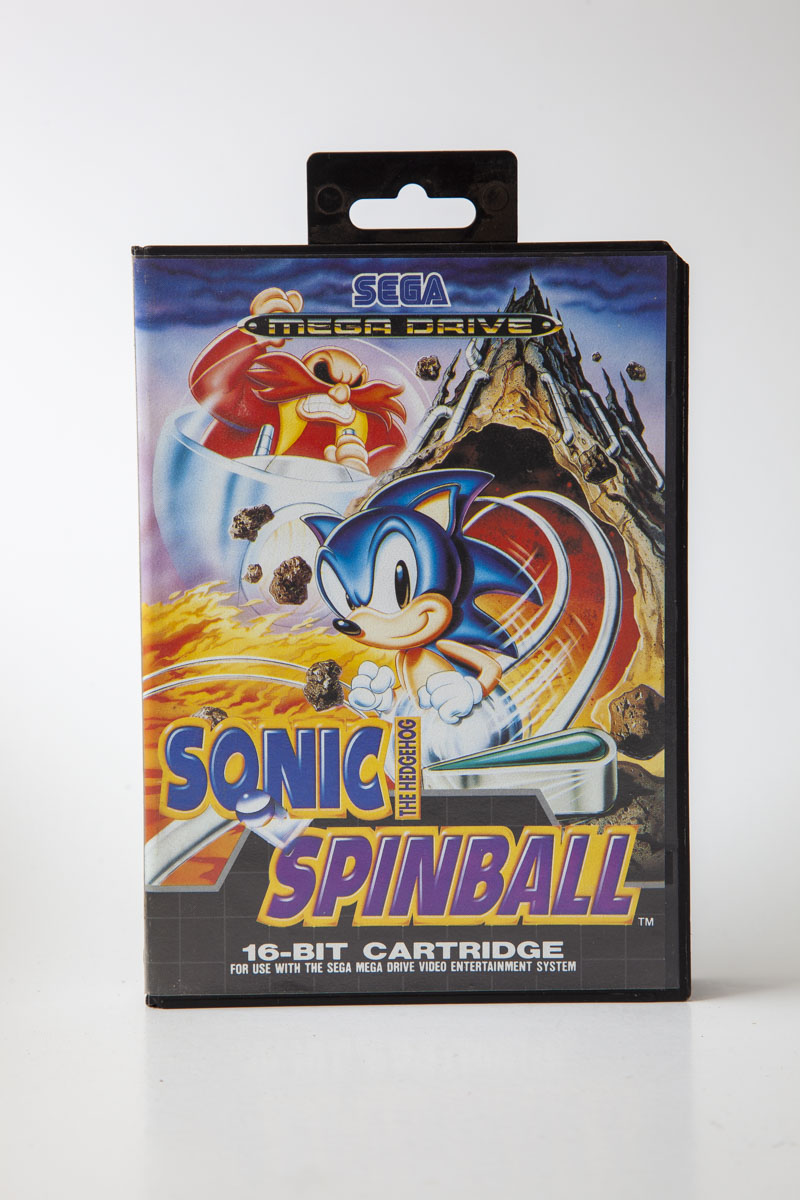 SEGA
MEGA DRIVE
SONIC
THE HEDGEHOG
SPINBALL
TM
16-BIT CARTRIDGE
FOR USE WITH THE SEGA MEGA DRIVE VIDEO ENTERTAINMENT SYSTEM